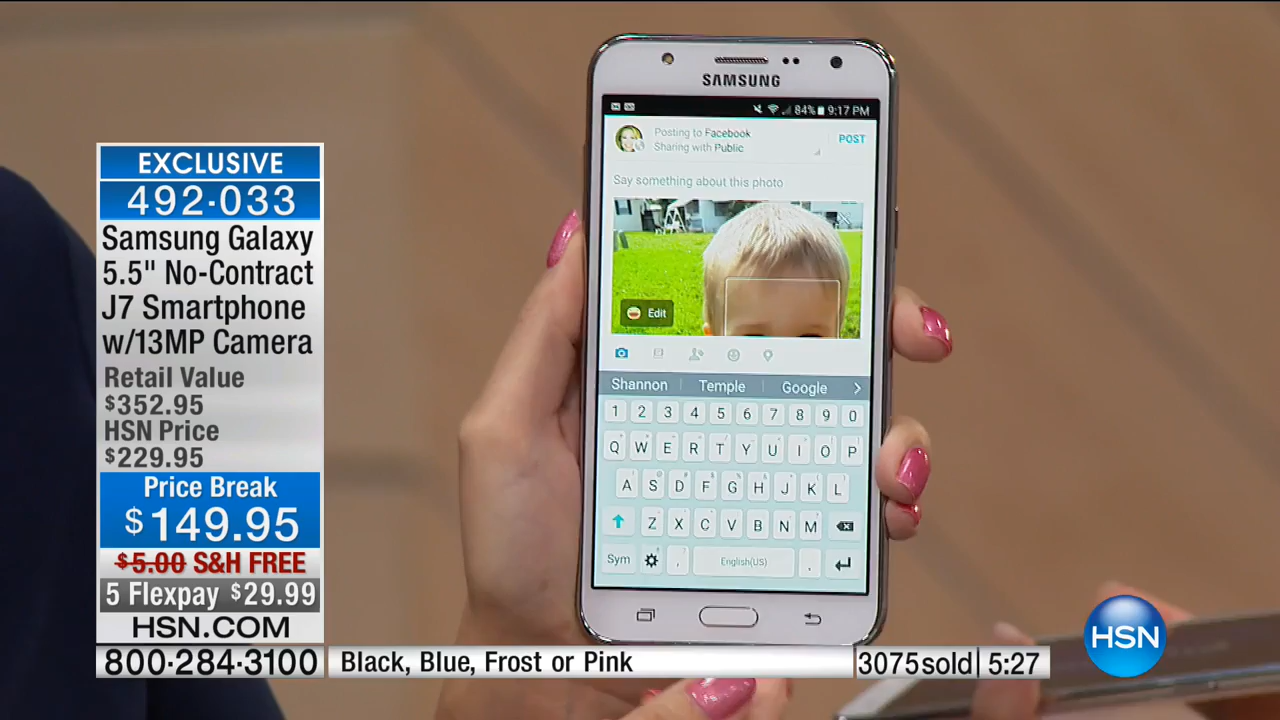 EXCLUSIVE
492-033
Samsung Galaxy
5.5" No-Contract
J7 Smartphone
w/13MP Camera
Retail Value
$352.95
HSN Price
$229.95
Price Break
$149.95
$5.00 S&H FREE
5 Flexpay $29.99
HSN.COM
800-284-3100
Black, Blue, Frost or Pink
3075sold 5:27
HSN
SAMSUNG
84% 9:17 PM
Posting to Facebook
Sharing with Public
POST
Say something about this photo
Edit
Shannon Temple Google
1 2 3 4 5 6 7 8 9 0
Q W E R T Y U I O P
A S D F G H J K L
Z X C V B N M
Sym , English(US) .